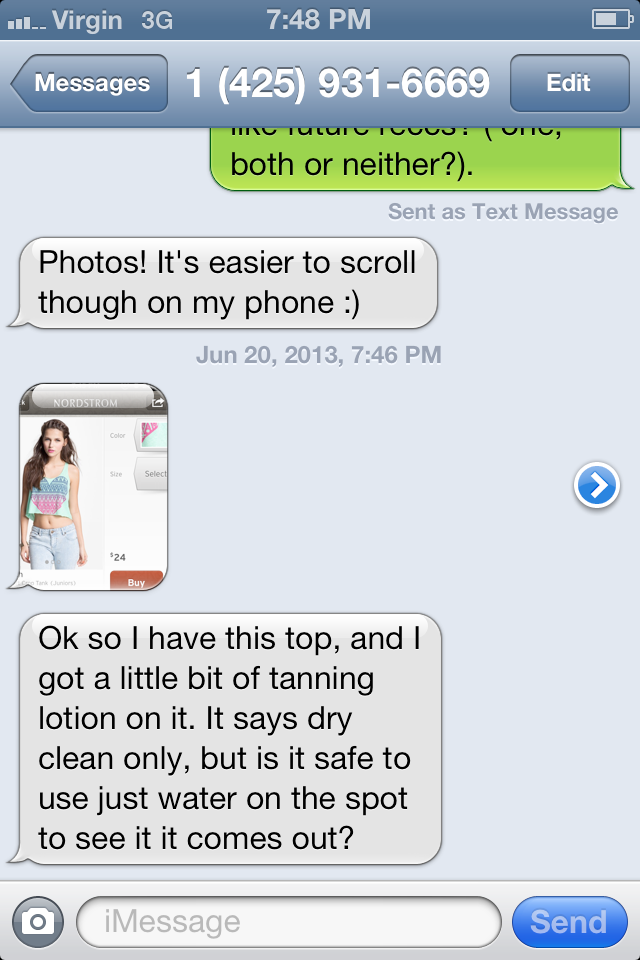 Virgin 3G 7:48 PM
Messages 1 (425) 931-6669 Edit
like future recos? ( one,
both or neither?).
Sent as Text Message
Photos! It's easier to scroll
though on my phone :)
Jun 20, 2013, 7:46 PM
NORDSTROM
Color
Size Select
$24
Tank (Juniors) Buy
Ok so I have this top, and I
got a little bit of tanning
lotion on it. It says dry
clean only, but is it safe to
use just water on the spot
to see it it comes out?
iMessage Send